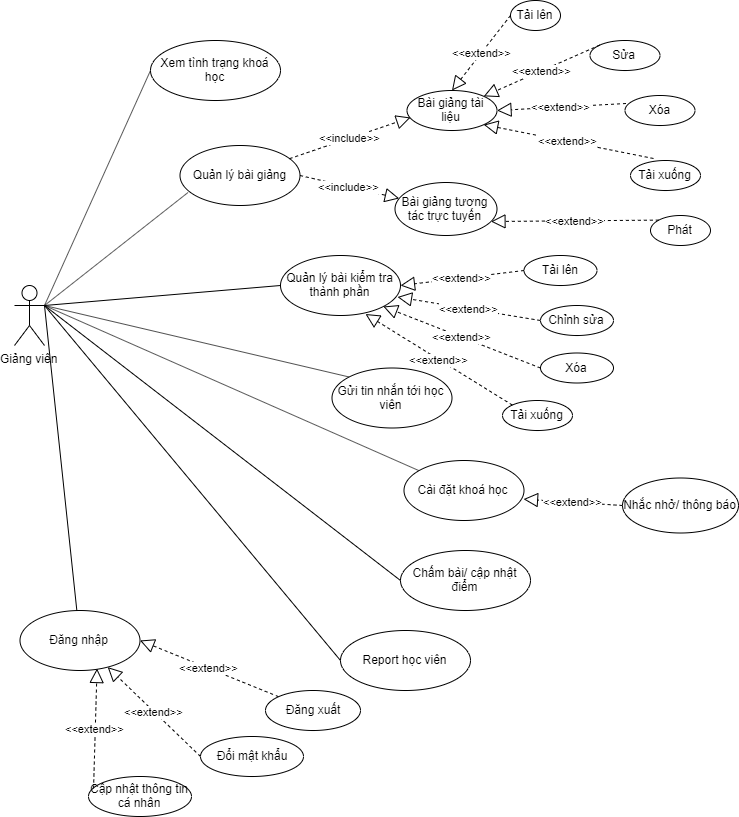 Tải lên
<<extend>>
Sửa
Xem tình trạng khoá
học
<<extend>>
Bài giảng tài
liệu
<<extend>>
Xóa
<<include>>
<<extend>>
Quản lý bài giảng
Tải xuống
<<include>>
Bài giảng tương
tác trực tuyến
<<extend>>
Phát
Quản lý bài kiểm tra
thành phần
<<extend>>
Tải lên
<<extend>>
Chỉnh sửa
<<extend>>
Giảng viên
<<extend>>
Xóa
Gửi tin nhắn tới học
viên
Tải xuống
Cài đặt khoá học
<<extend>>
Nhắc nhở/ thông báo
Chấm bài/ cập nhật
điểm
Đăng nhập
Report học viên
<<extend>>
Đăng xuất
<<extend>>
<<extend>>
Đổi mật khẩu
Cập nhật thông tin
cá nhân